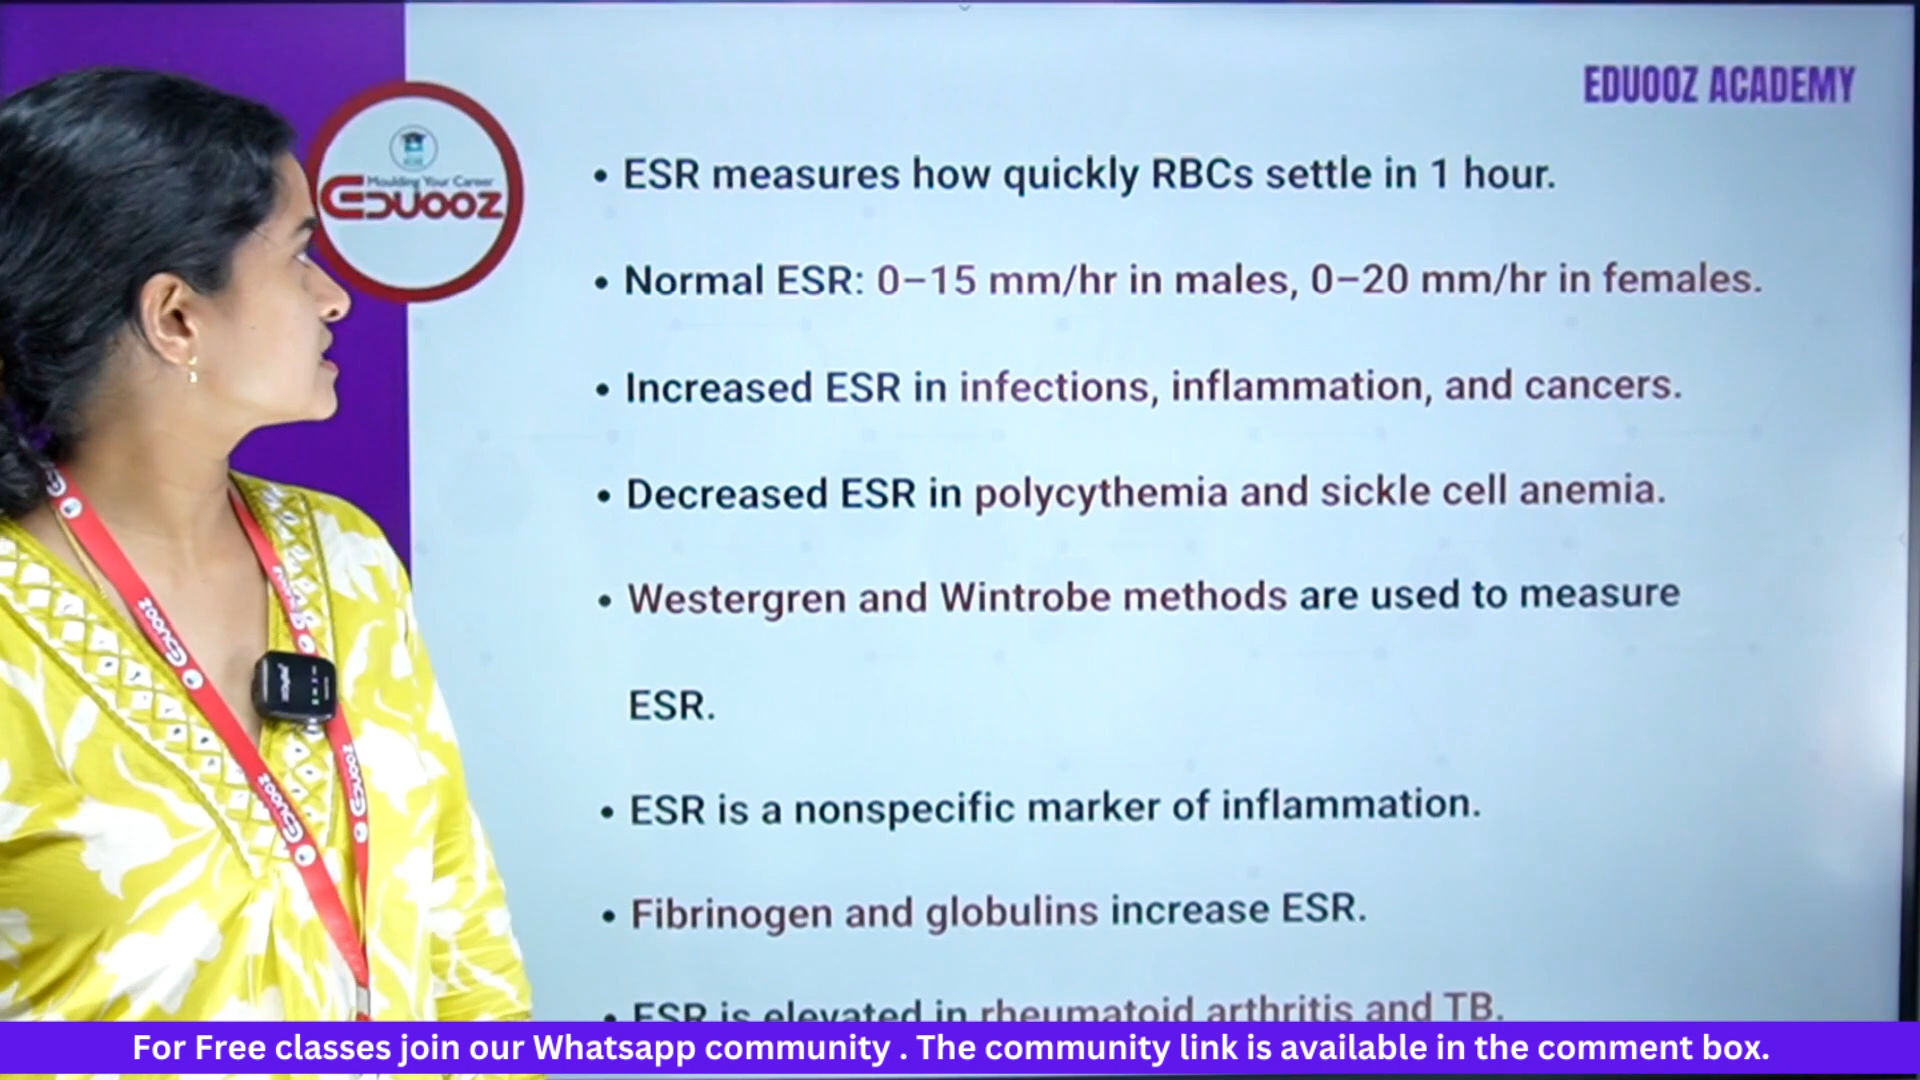 EDUOOZ ACADEMY
Moulding Your Career
EDUOOZ
• ESR measures how quickly RBCs settle in 1 hour.
• Normal ESR: 0–15 mm/hr in males, 0–20 mm/hr in females.
• Increased ESR in infections, inflammation, and cancers.
• Decreased ESR in polycythemia and sickle cell anemia.
• Westergren and Wintrobe methods are used to measure
ESR.
• ESR is a nonspecific marker of inflammation.
• Fibrinogen and globulins increase ESR.
• ESR is elevated in rheumatoid arthritis and TB.
EDUOOZ
EDUOOZ
EDUOOZ
For Free classes join our Whatsapp community . The community link is available in the comment box.